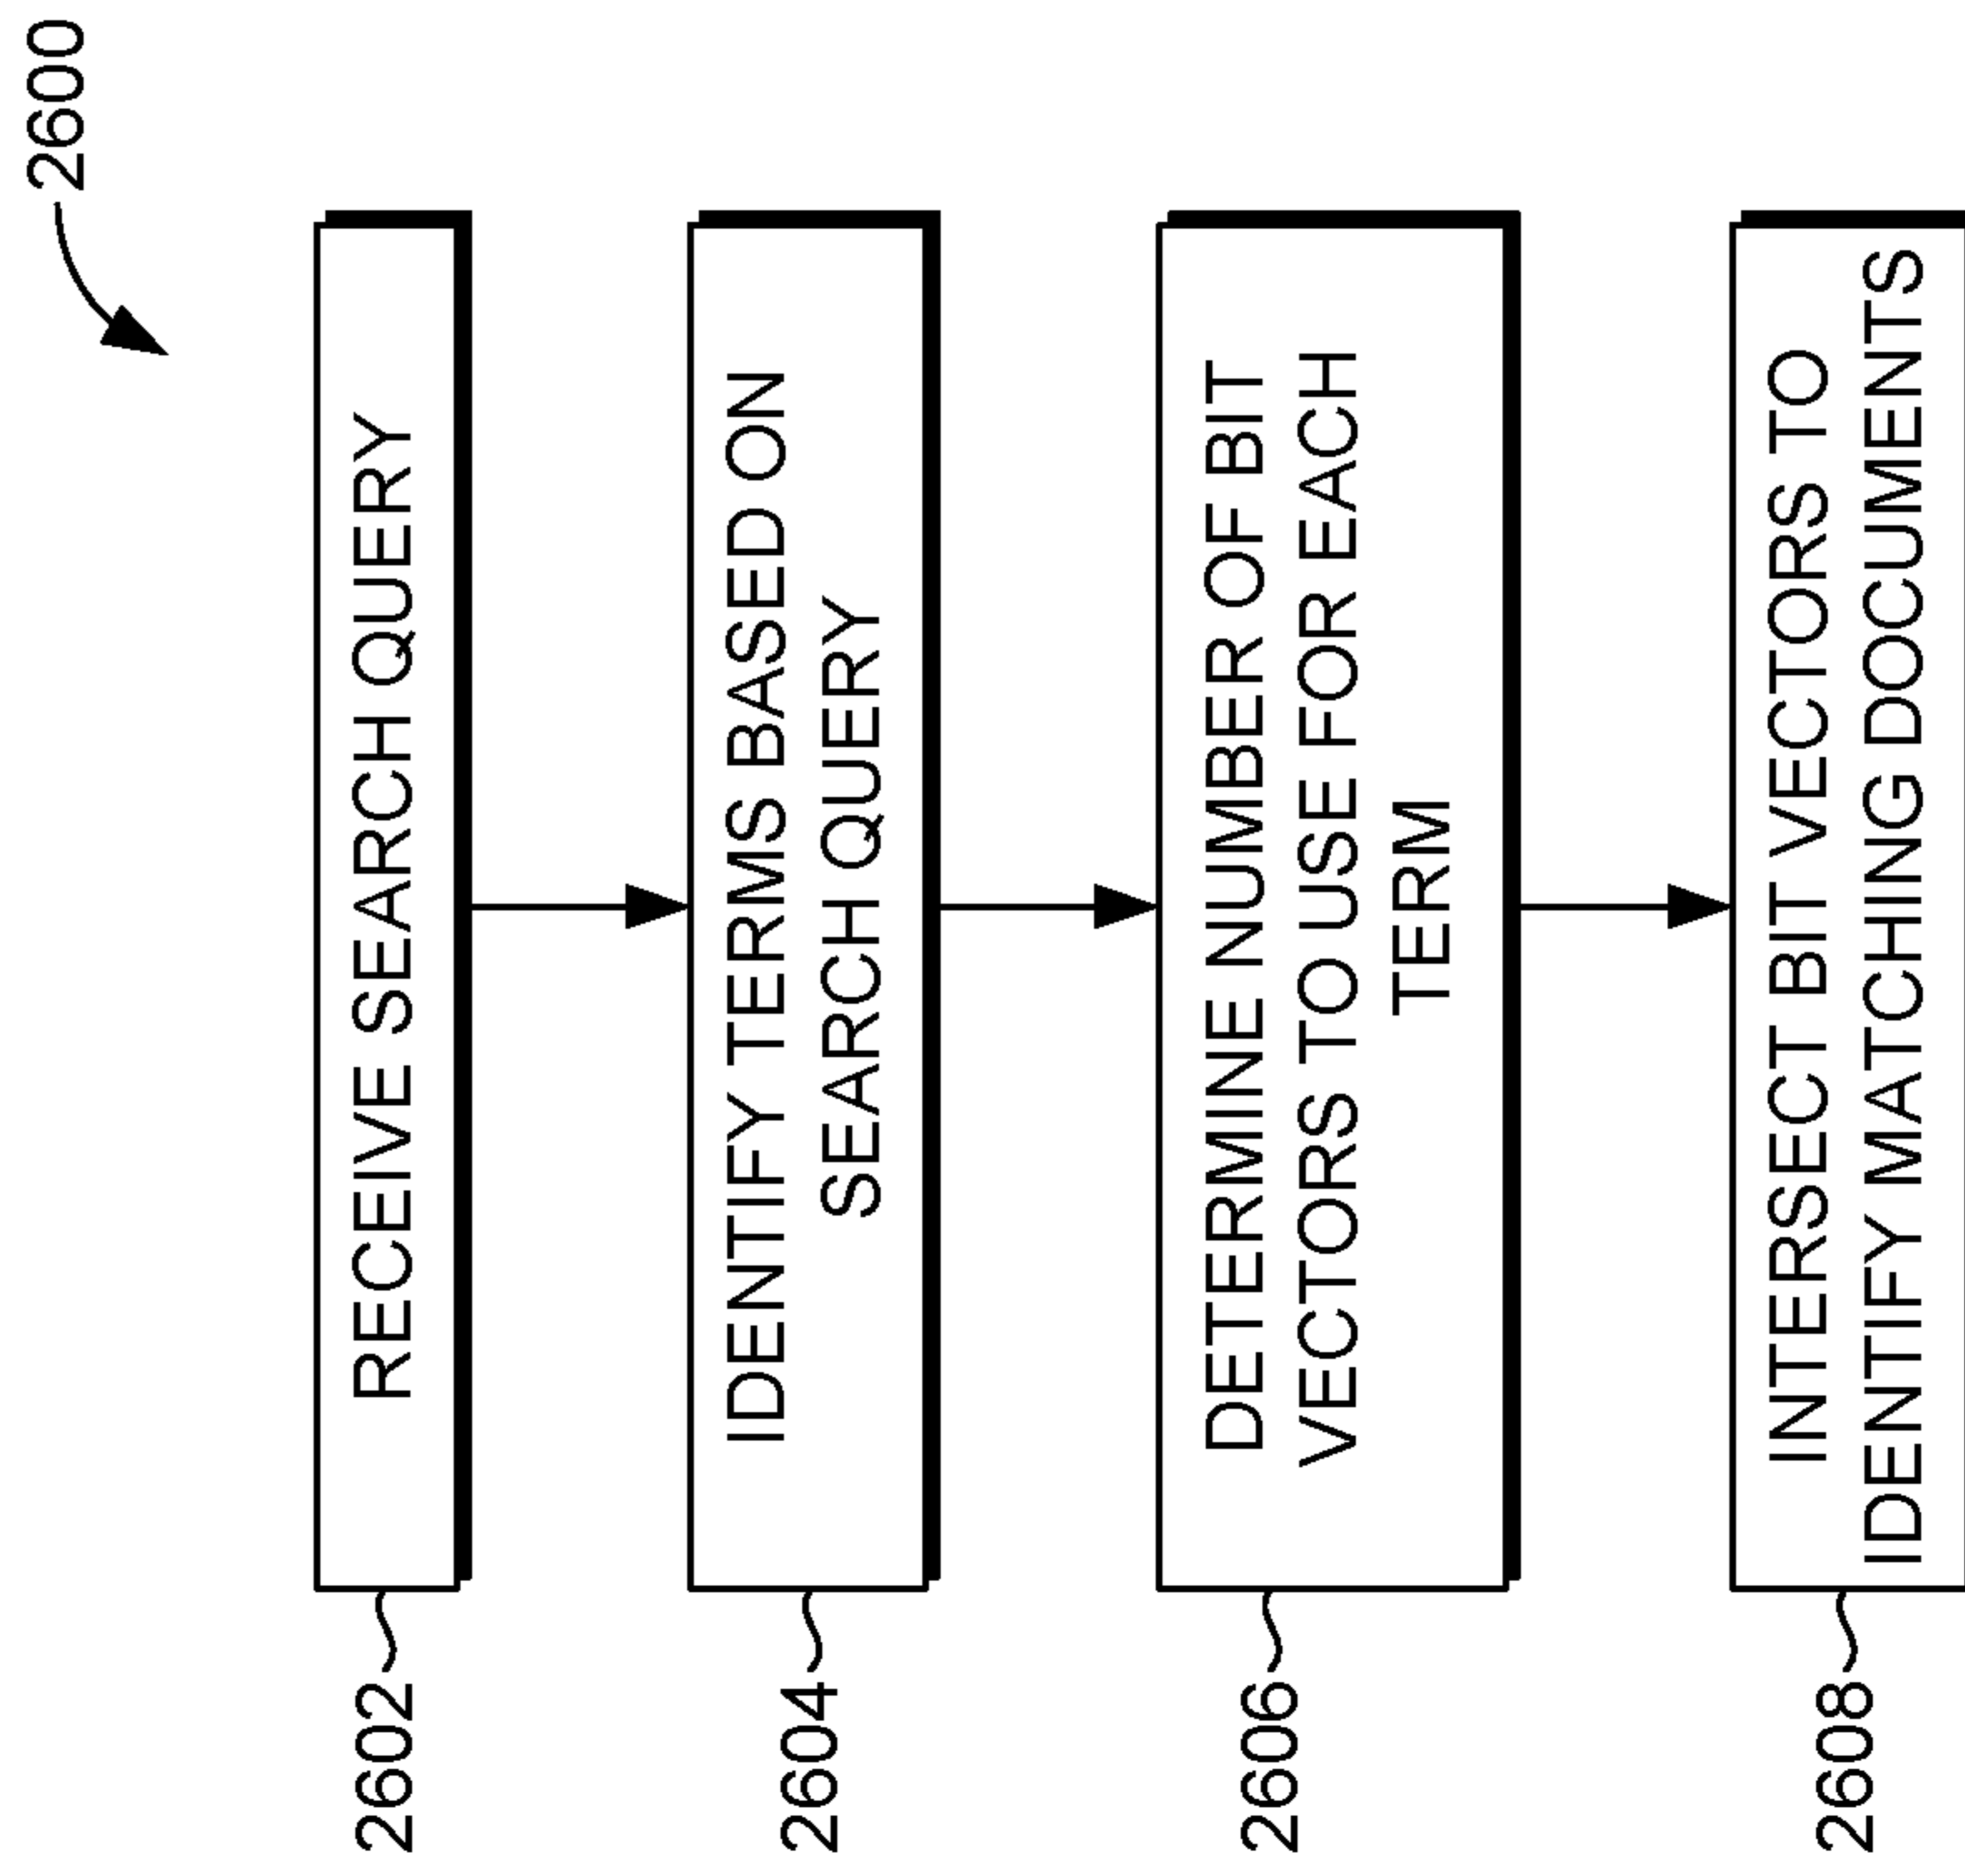 2600
2602
RECEIVE SEARCH QUERY
2604
IDENTIFY TERMS BASED ON
SEARCH QUERY
2606
DETERMINE NUMBER OF BIT
VECTORS TO USE FOR EACH
TERM
2608
INTERSECT BIT VECTORS TO
IDENTIFY MATCHING DOCUMENTS